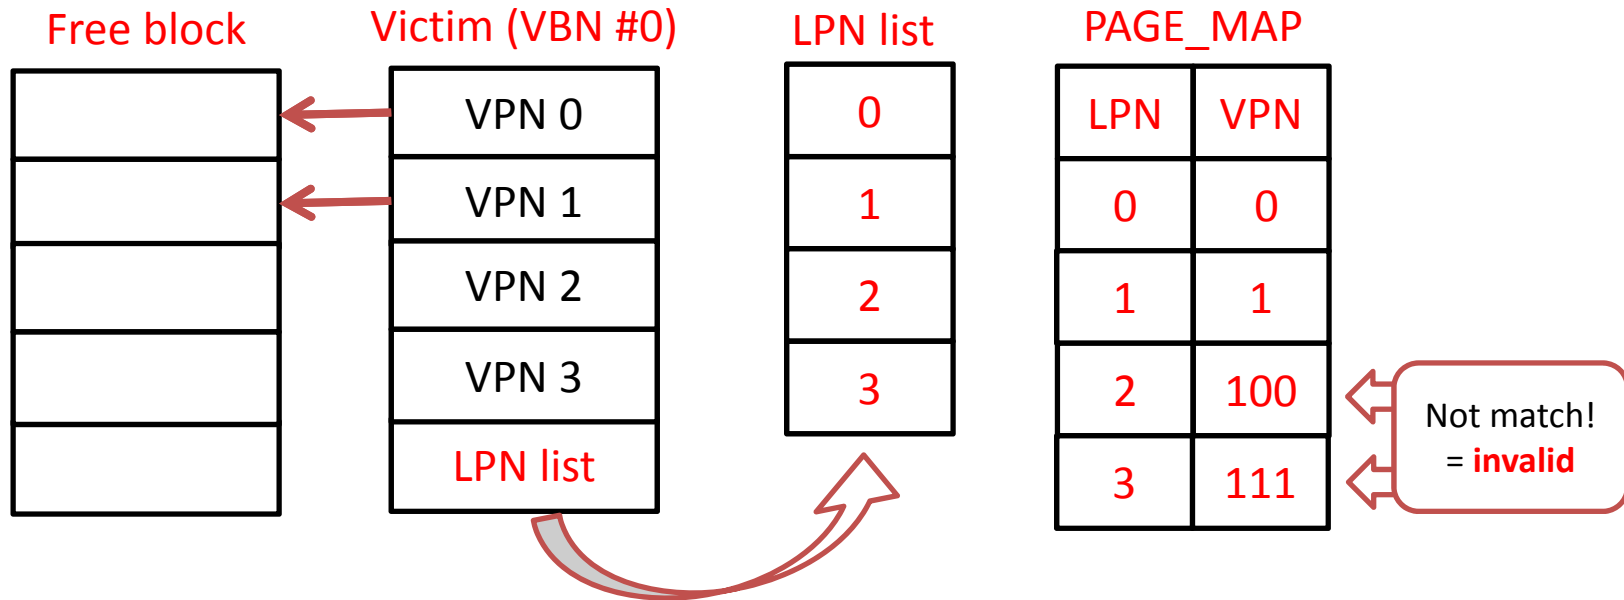 Free block
Victim (VBN #0)
LPN list
PAGE_MAP
VPN 0
VPN 1
VPN 2
VPN 3
LPN list
0
1
2
3
LPN VPN
0 0
1 1
2 100
3 111
Not match!
= invalid